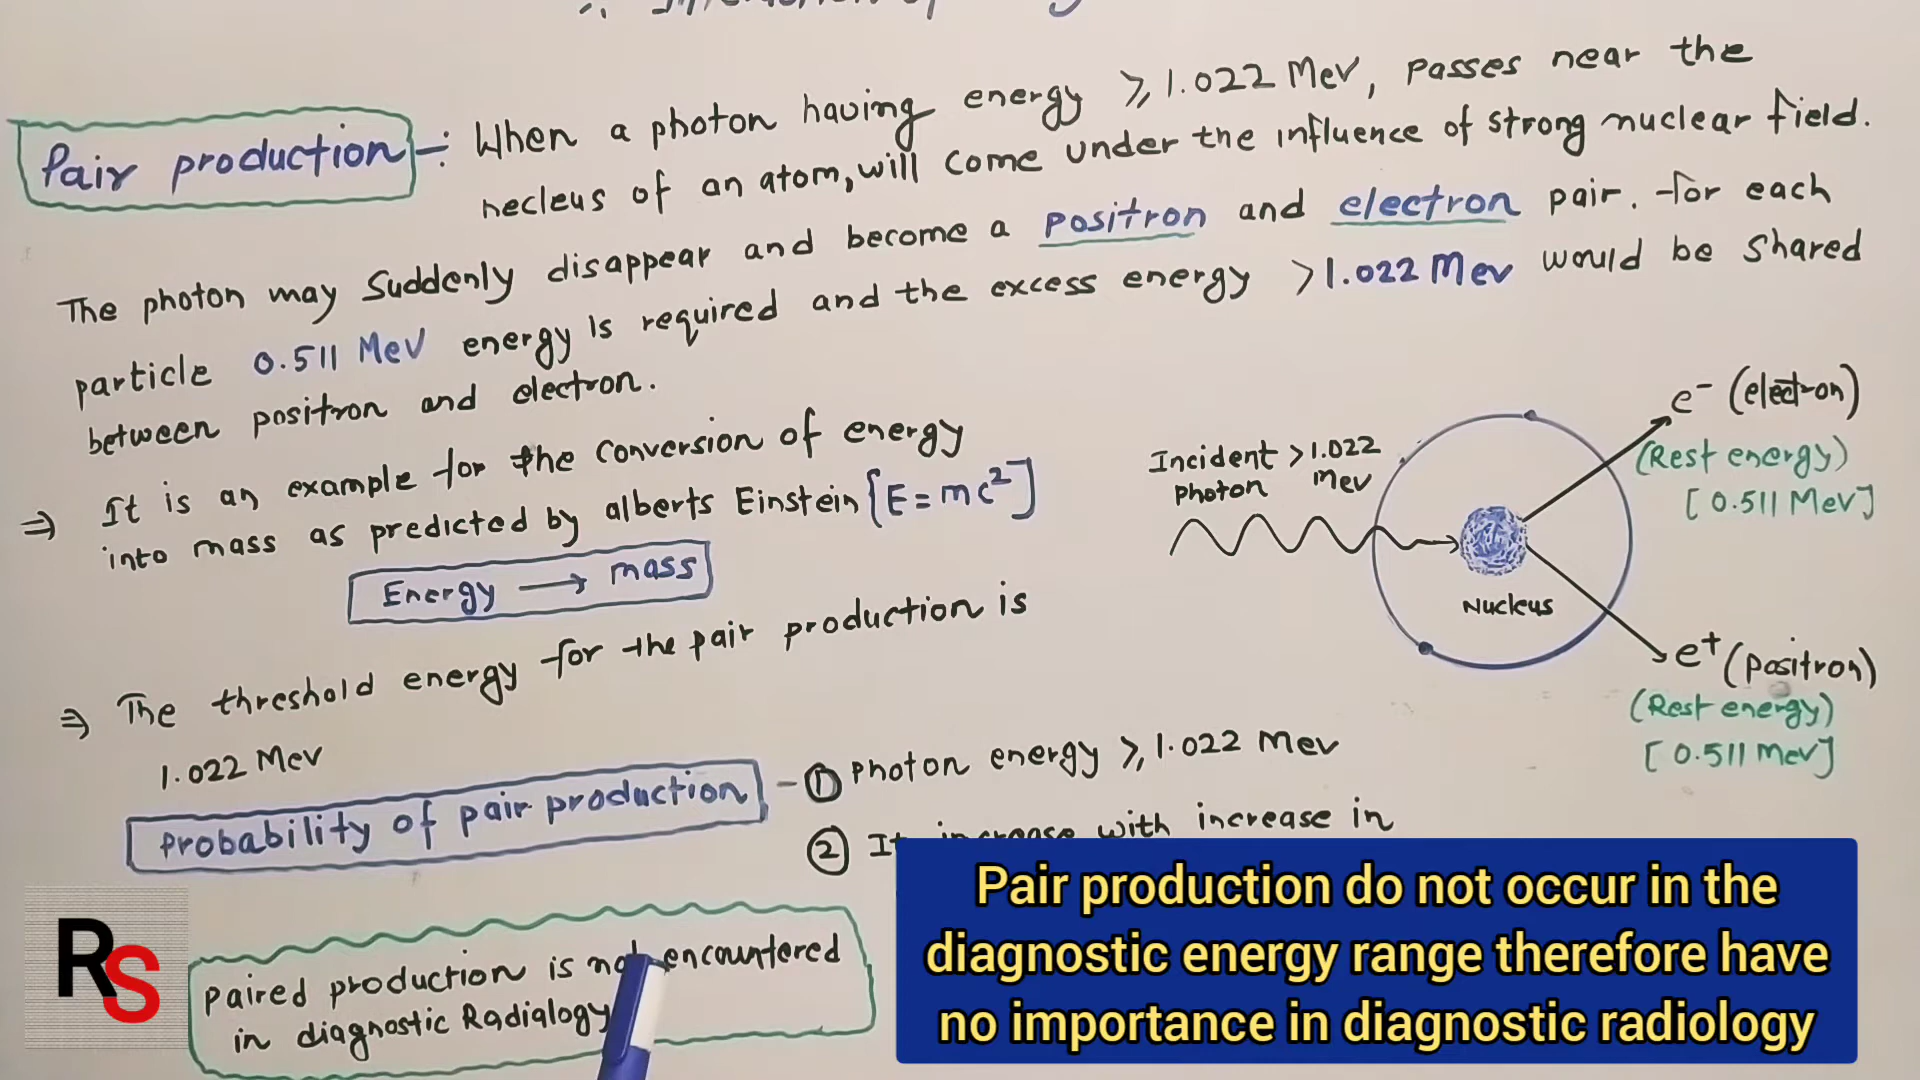 Pair production -: When a photon having energy ⩾ 1.022 MeV, passes near the
necleus of an atom, will come under the influence of strong nuclear field.
The photon may suddenly disappear and become a positron and electron pair. for each
particle 0.511 MeV energy is required and the excess energy > 1.022 Mev would be shared
between positron and electron.
⇒ It is an example for the conversion of energy
into mass as predicted by alberts Einstein [E = mc²]
Energy → mass
⇒ The threshold energy for the pair production is
1.022 Mev
Incident photon > 1.022 mev
Nucleus
e⁻ (electron)
(Rest energy)
[0.511 Mev]
e⁺ (positron)
(Rest energy)
[0.511 mev]
Probability of pair production - ① Photon energy ⩾ 1.022 Mev
② It increase with increase in
paired production is not encountered
in diagnostic Radialogy
RS
Pair production do not occur in the
diagnostic energy range therefore have
no importance in diagnostic radiology